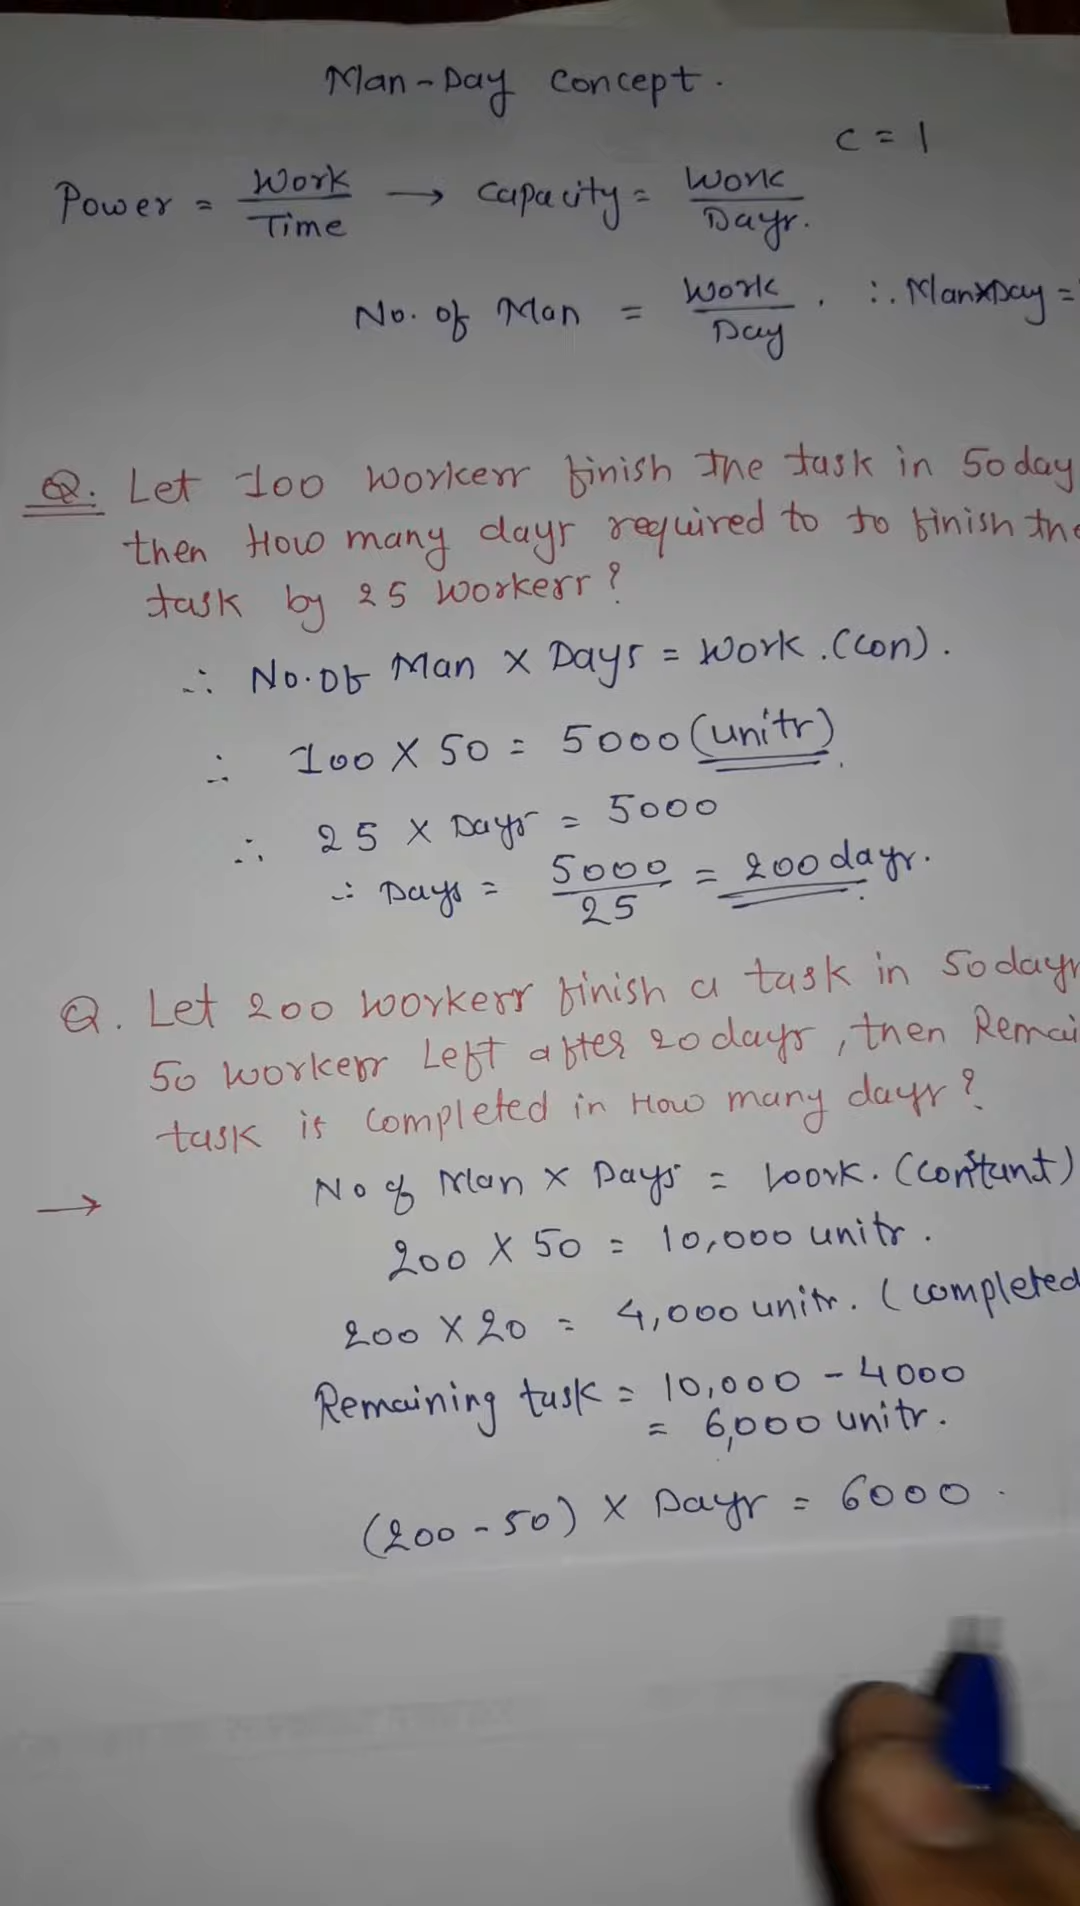 Man-Day Concept.
C = 1
Power = Work / Time → Capacity = Work / Days.
No. of Man = Work / Day . ∴ Man×Day =
Q. Let 100 workers finish the task in 50 day
then How many days required to to finish the
task by 25 workers?
∴ No. of Man × Days = Work. (con).
∴ 100 × 50 = 5000 (units)
∴ 25 × Days = 5000
∴ Days = 5000 / 25 = 200 days.
Q. Let 200 workers finish a task in 50 days
50 workers Left after 20 days, then Remai
task is completed in How many days?
→ No of Man × Days = Work. (constant)
200 × 50 = 10,000 units.
200 × 20 = 4,000 units. (completed
Remaining task = 10,000 - 4000
= 6,000 units.
(200 - 50) × Days = 6000.